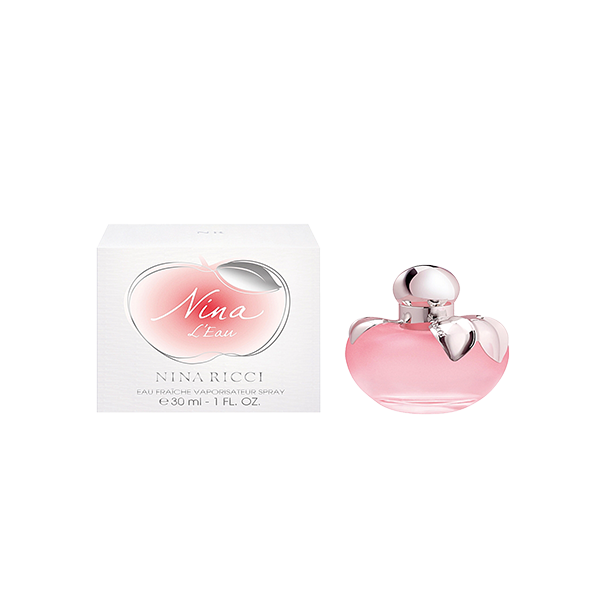 Nina
L'Eau
NINA RICCI
EAU FRAÎCHE VAPORISATEUR SPRAY
℮ 30 ml - 1 FL. OZ.